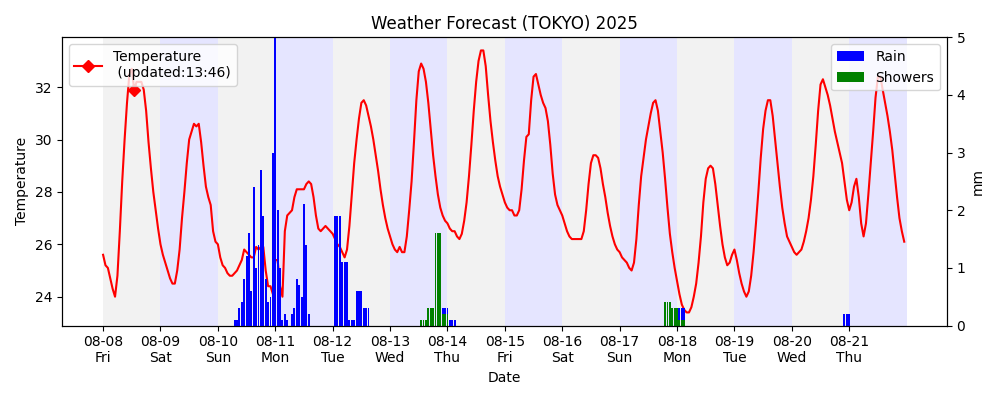 Weather Forecast (TOKYO) 2025
Temperature
(updated:13:46)
Rain
Showers
Temperature
32
30
28
26
24
5
4
3
2
1
0
mm
08-08 08-09 08-10 08-11 08-12 08-13 08-14 08-15 08-16 08-17 08-18 08-19 08-20 08-21
Fri Sat Sun Mon Tue Wed Thu Fri Sat Sun Mon Tue Wed Thu
Date